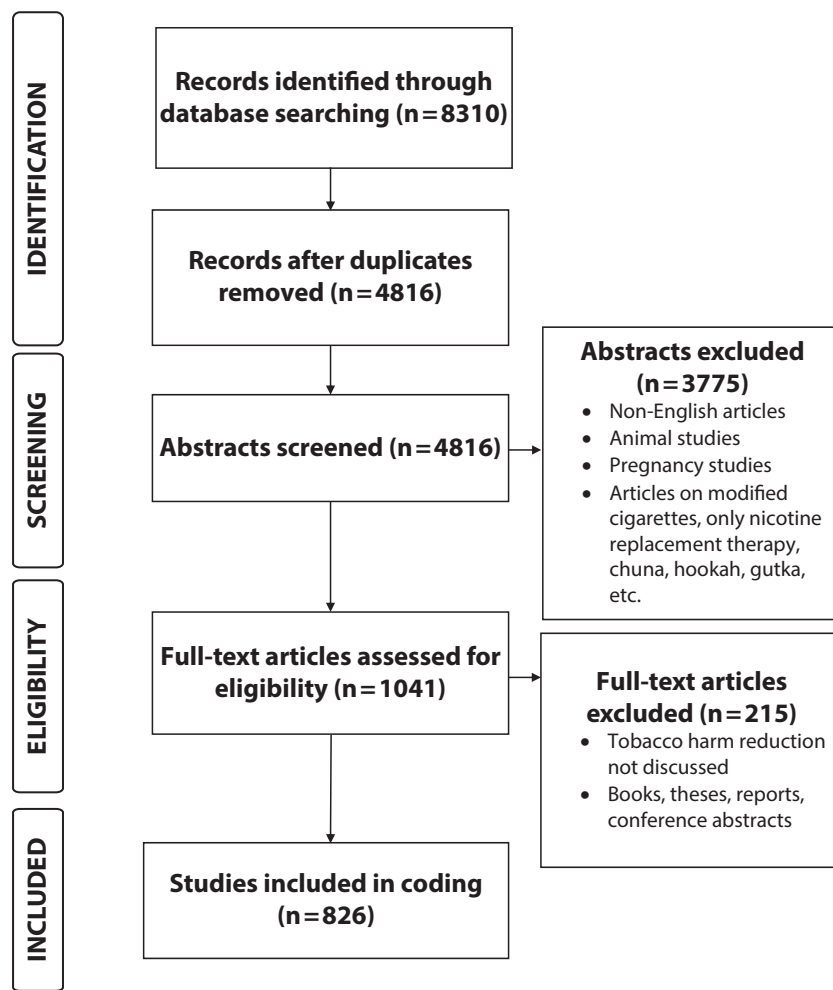 IDENTIFICATION
Records identified through
database searching (n=8310)
Records after duplicates
removed (n=4816)
SCREENING
Abstracts screened (n=4816)
Abstracts excluded
(n=3775)
• Non-English articles
• Animal studies
• Pregnancy studies
• Articles on modified
cigarettes, only nicotine
replacement therapy,
chuna, hookah, gutka,
etc.
ELIGIBILITY
Full-text articles assessed for
eligibility (n=1041)
Full-text articles
excluded (n=215)
• Tobacco harm reduction
not discussed
• Books, theses, reports,
conference abstracts
INCLUDED
Studies included in coding
(n=826)